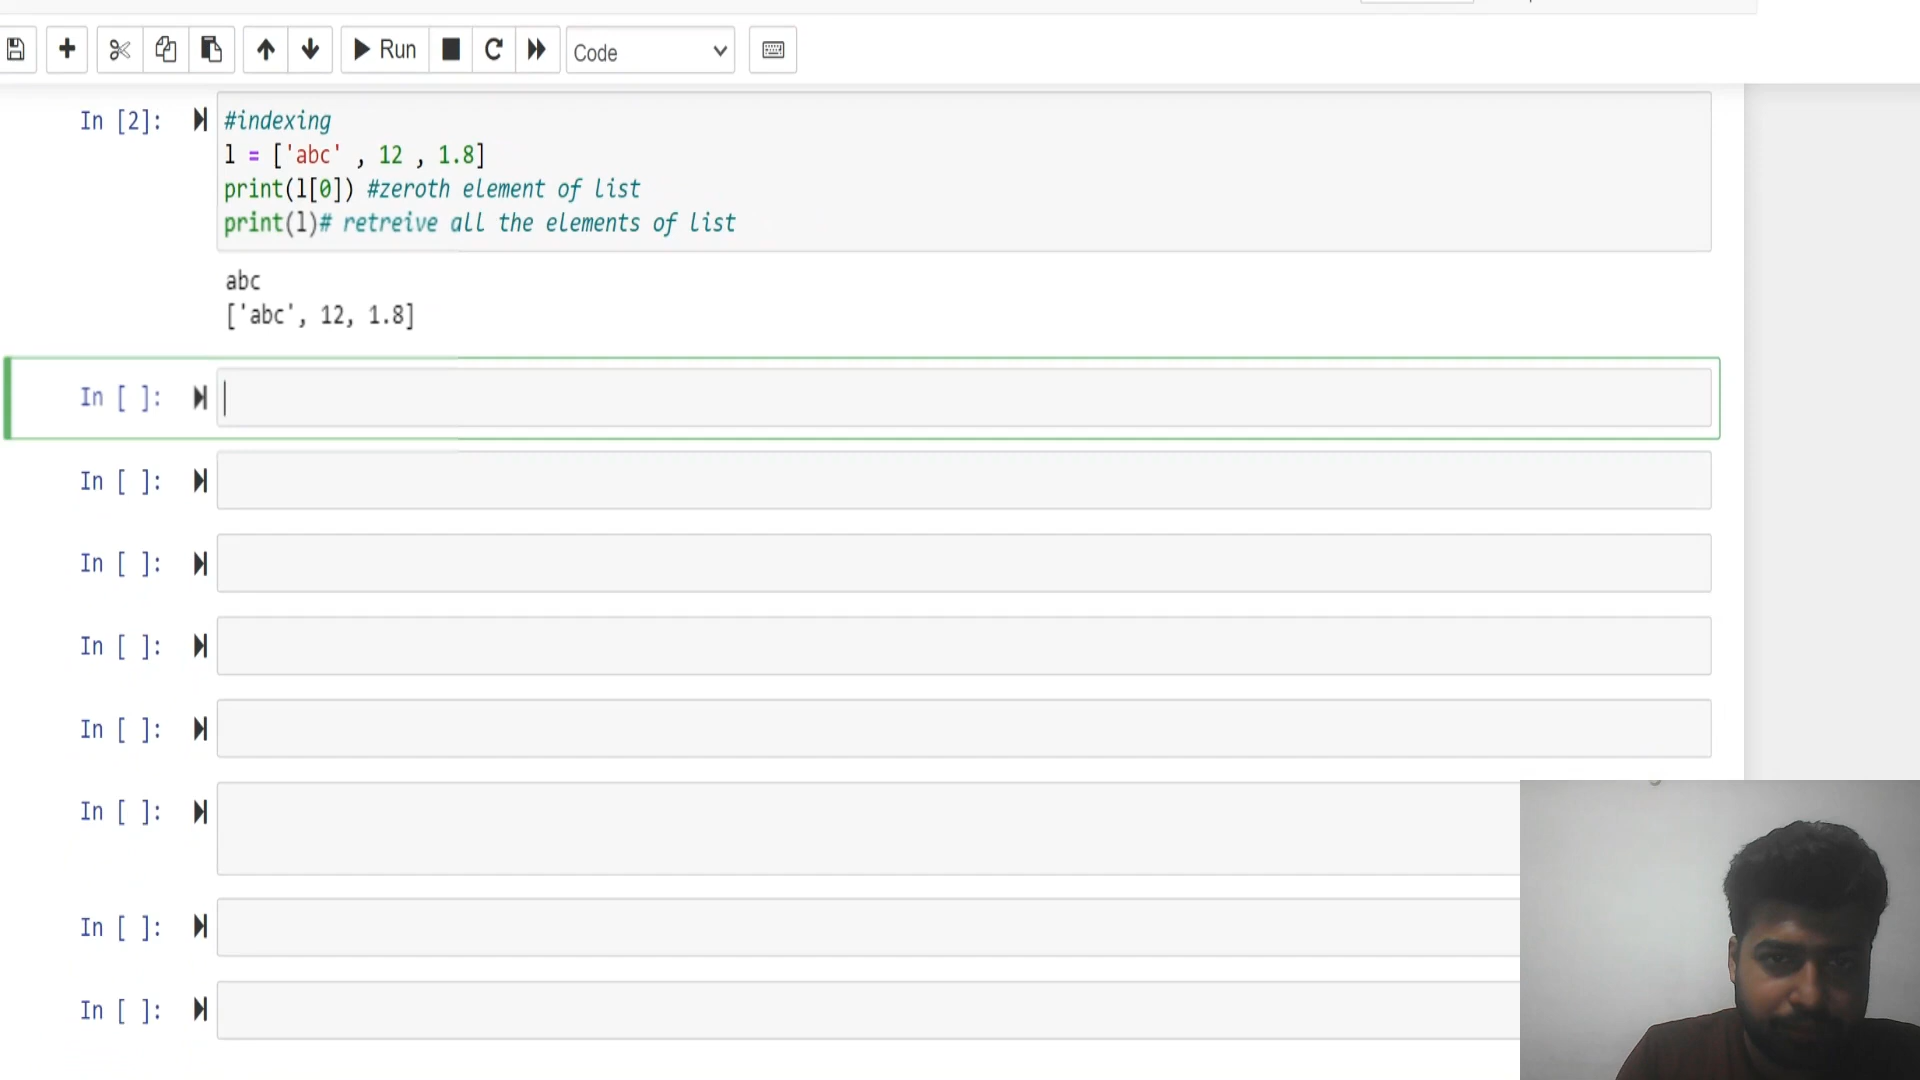 Run
Code
In [2]:
#indexing
l = ['abc' , 12 , 1.8]
print(l[0]) #zeroth element of list
print(l)# retreive all the elements of list
abc
['abc', 12, 1.8]
In [ ]:
In [ ]:
In [ ]:
In [ ]:
In [ ]:
In [ ]:
In [ ]:
In [ ]: